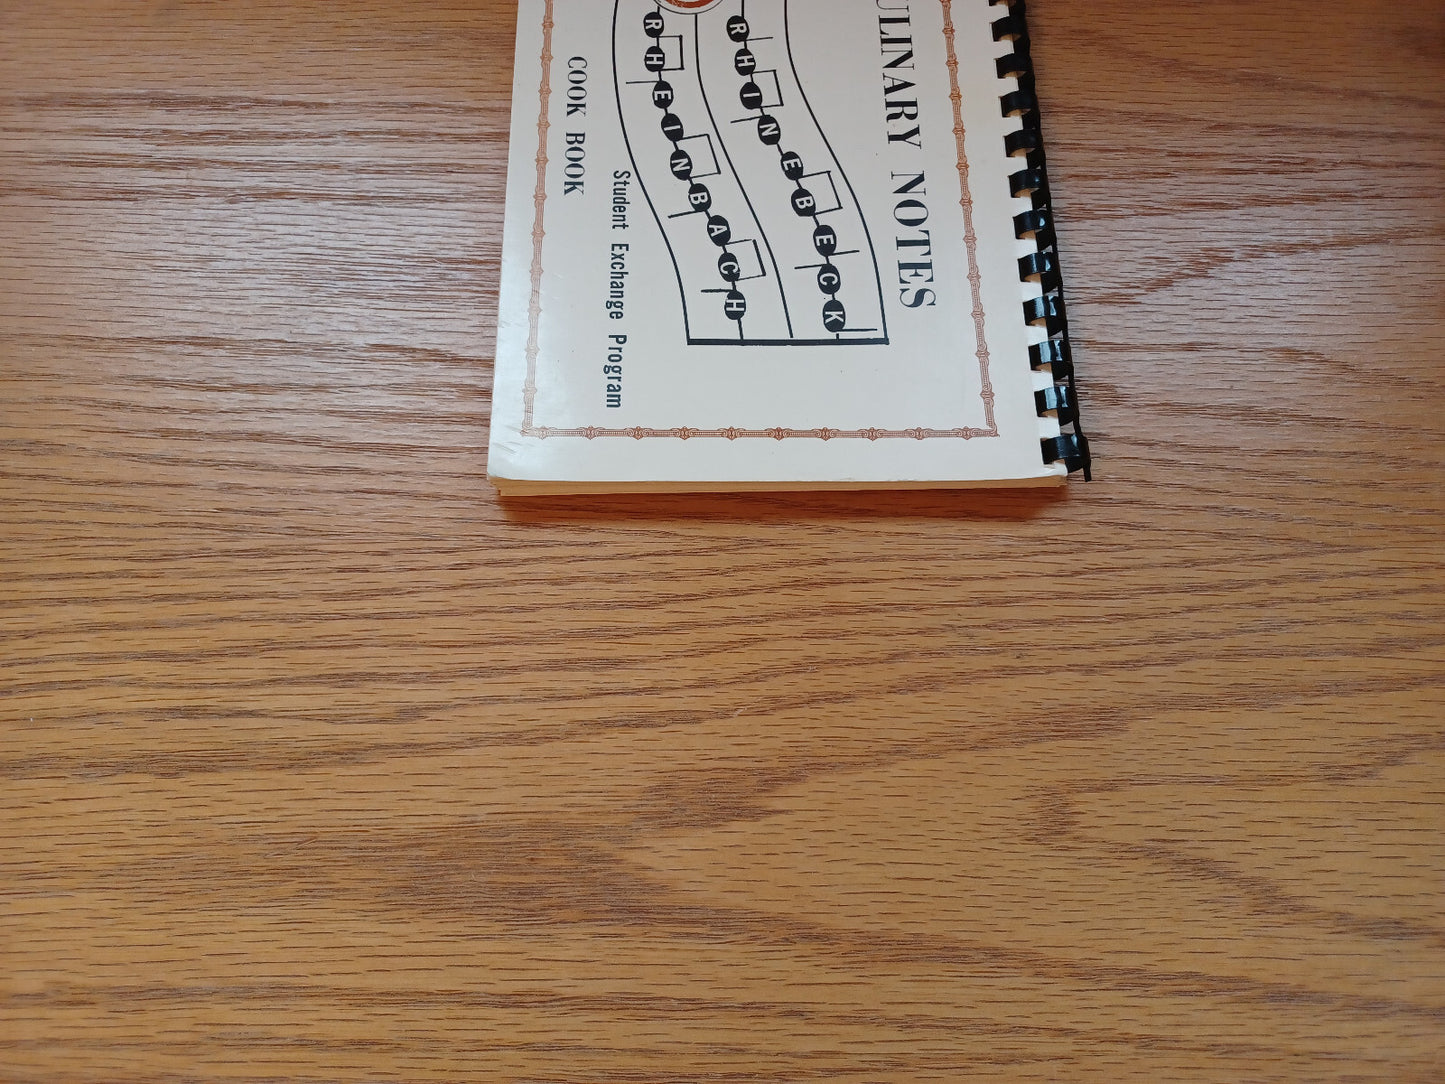 ULINARY NOTES
RHINEBECK
RHEINBACH
Student Exchange Program
COOK BOOK